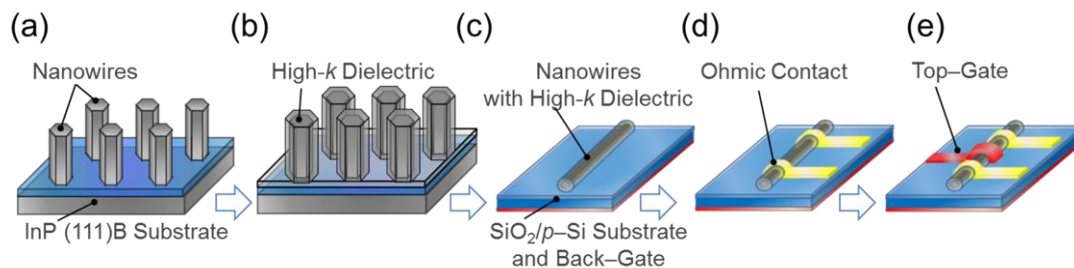 (a)
Nanowires
InP (111)B Substrate
(b)
High-k Dielectric
(c)
Nanowires
with High-k Dielectric
SiO₂/p–Si Substrate
and Back–Gate
(d)
Ohmic Contact
(e)
Top–Gate